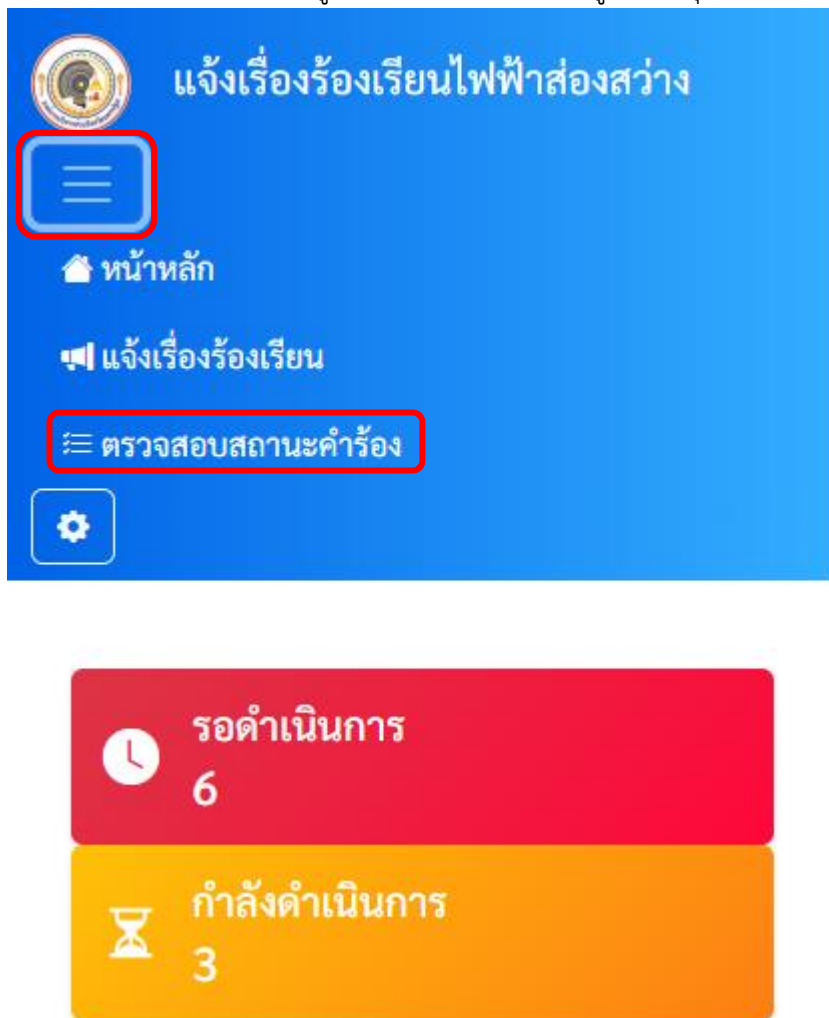 แจ้งเรื่องร้องเรียนไฟฟ้าส่องสว่าง
หน้าหลัก
แจ้งเรื่องร้องเรียน
ตรวจสอบสถานะคำร้อง
รอดำเนินการ
6
กำลังดำเนินการ
3